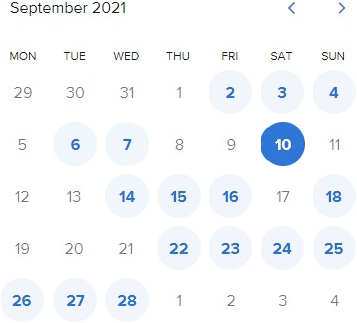 September 2021
MON TUE WED THU FRI SAT SUN
29 30 31 1 2 3 4
5 6 7 8 9 10 11
12 13 14 15 16 17 18
19 20 21 22 23 24 25
26 27 28 1 2 3 4